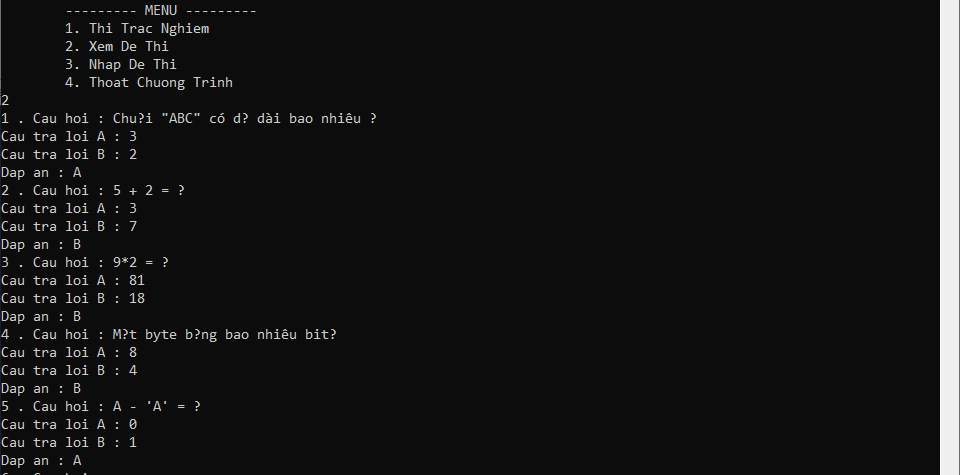 --------- MENU ---------
1. Thi Trac Nghiem
2. Xem De Thi
3. Nhap De Thi
4. Thoat Chuong Trinh
2
1 . Cau hoi : Chu?i "ABC" có d? dài bao nhiêu ?
Cau tra loi A : 3
Cau tra loi B : 2
Dap an : A
2 . Cau hoi : 5 + 2 = ?
Cau tra loi A : 3
Cau tra loi B : 7
Dap an : B
3 . Cau hoi : 9*2 = ?
Cau tra loi A : 81
Cau tra loi B : 18
Dap an : B
4 . Cau hoi : M?t byte b?ng bao nhiêu bit?
Cau tra loi A : 8
Cau tra loi B : 4
Dap an : B
5 . Cau hoi : A - 'A' = ?
Cau tra loi A : 0
Cau tra loi B : 1
Dap an : A